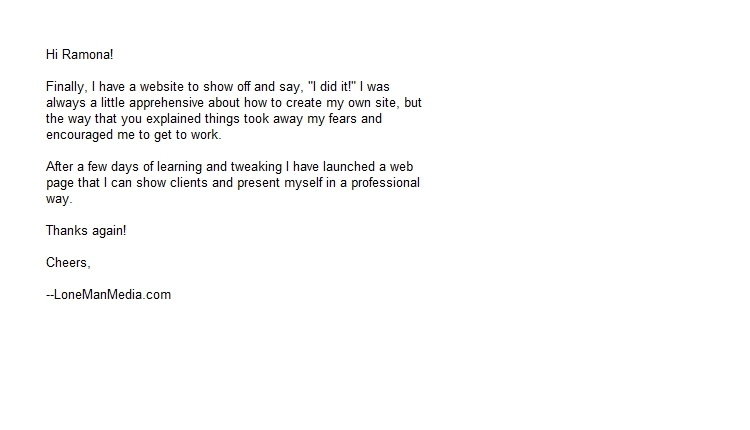 Hi Ramona!
Finally, I have a website to show off and say, "I did it!" I was
always a little apprehensive about how to create my own site, but
the way that you explained things took away my fears and
encouraged me to get to work.
After a few days of learning and tweaking I have launched a web
page that I can show clients and present myself in a professional
way.
Thanks again!
Cheers,
--LoneManMedia.com